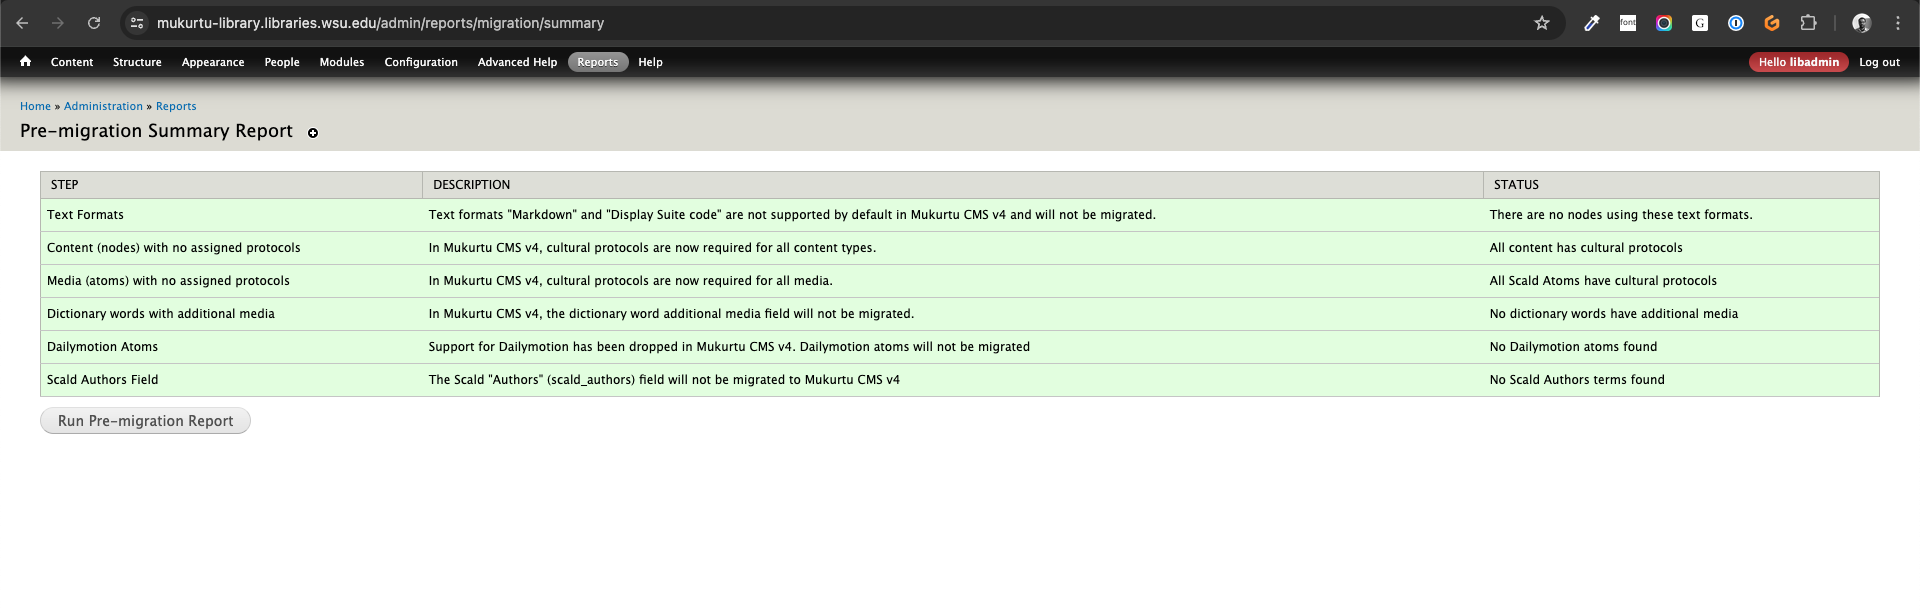 mukurtu-library.libraries.wsu.edu/admin/reports/migration/summary
font
G
Content Structure Appearance People Modules Configuration Advanced Help Reports Help Hello libadmin Log out
Home » Administration » Reports
Pre-migration Summary Report
STEP DESCRIPTION STATUS
Text Formats Text formats "Markdown" and "Display Suite code" are not supported by default in Mukurtu CMS v4 and will not be migrated. There are no nodes using these text formats.
Content (nodes) with no assigned protocols In Mukurtu CMS v4, cultural protocols are now required for all content types. All content has cultural protocols
Media (atoms) with no assigned protocols In Mukurtu CMS v4, cultural protocols are now required for all media. All Scald Atoms have cultural protocols
Dictionary words with additional media In Mukurtu CMS v4, the dictionary word additional media field will not be migrated. No dictionary words have additional media
Dailymotion Atoms Support for Dailymotion has been dropped in Mukurtu CMS v4. Dailymotion atoms will not be migrated No Dailymotion atoms found
Scald Authors Field The Scald "Authors" (scald_authors) field will not be migrated to Mukurtu CMS v4 No Scald Authors terms found
Run Pre-migration Report